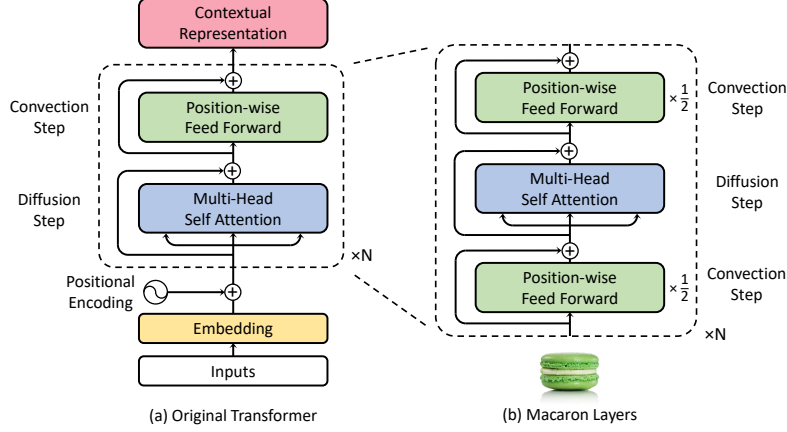 Contextual
Representation
Convection
Step
Position-wise
Feed Forward
Diffusion
Step
Multi-Head
Self Attention
×N
Positional
Encoding
Embedding
Inputs
(a) Original Transformer
Position-wise
Feed Forward
× 1/2
Convection
Step
Multi-Head
Self Attention
Diffusion
Step
Position-wise
Feed Forward
× 1/2
Convection
Step
×N
(b) Macaron Layers